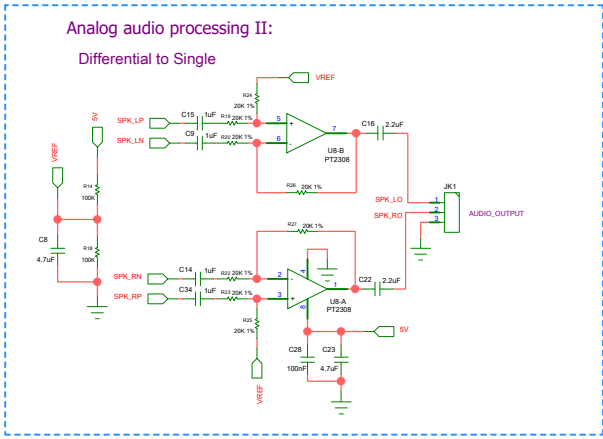 Analog audio processing II:
Differential to Single
VREF
R24
20K 1%
SPK_LP
C15
1uF
R19 20K 1%
5
+
7
C16
2.2uF
SPK_LN
C9
1uF
R20 20K 1%
6
-
U8-B
PT2308
5V
VREF
R14
100K
R26
20K 1%
SPK_LO
SPK_RO
JK1
1
2
3
AUDIO_OUTPUT
R27
20K 1%
C8
4.7uF
R18
100K
SPK_RN
C14
1uF
R22 20K 1%
2
-
4
1
C22
2.2uF
SPK_RP
C34
1uF
R23 20K 1%
3
+
8
U8-A
PT2308
R25
20K 1%
5V
C28
100nF
C23
4.7uF
VREF